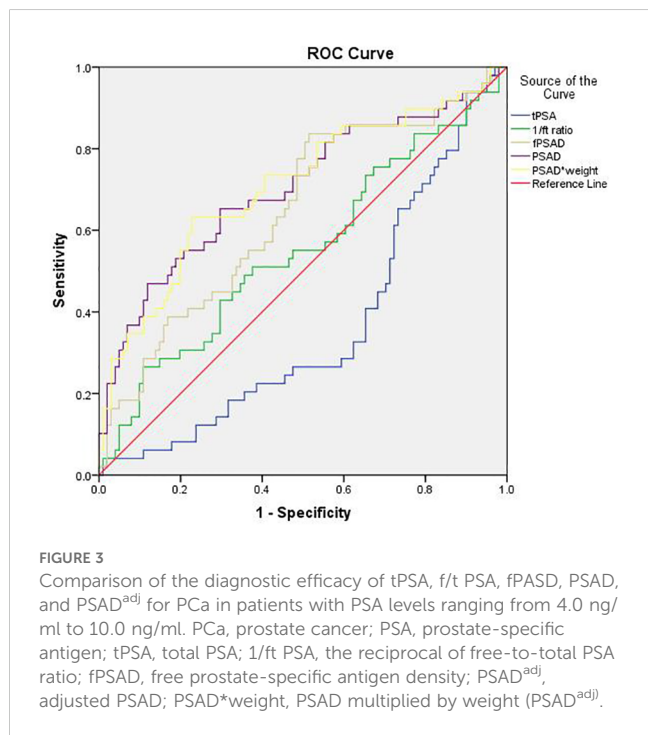 ROC Curve
Source of the
Curve
tPSA
1/ft ratio
fPSAD
PSAD
PSAD*weight
Reference Line
1.0
0.8
0.6
0.4
0.2
0.0
Sensitivity
0.0 0.2 0.4 0.6 0.8 1.0
1 - Specificity
FIGURE 3
Comparison of the diagnostic efficacy of tPSA, f/t PSA, fPASD, PSAD,
and PSADadj for PCa in patients with PSA levels ranging from 4.0 ng/
ml to 10.0 ng/ml. PCa, prostate cancer; PSA, prostate-specific
antigen; tPSA, total PSA; 1/ft PSA, the reciprocal of free-to-total PSA
ratio; fPSAD, free prostate-specific antigen density; PSADadj,
adjusted PSAD; PSAD*weight, PSAD multiplied by weight (PSADadj).